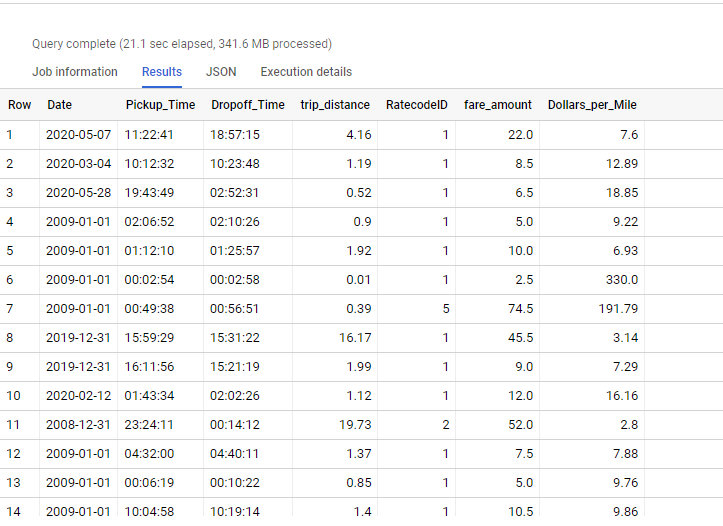 Query complete (21.1 sec elapsed, 341.6 MB processed)
Job information Results JSON Execution details
Row Date Pickup_Time Dropoff_Time trip_distance RatecodeID fare_amount Dollars_per_Mile
1 2020-05-07 11:22:41 18:57:15 4.16 1 22.0 7.6
2 2020-03-04 10:12:32 10:23:48 1.19 1 8.5 12.89
3 2020-05-28 19:43:49 02:52:31 0.52 1 6.5 18.85
4 2009-01-01 02:06:52 02:10:26 0.9 1 5.0 9.22
5 2009-01-01 01:12:10 01:25:57 1.92 1 10.0 6.93
6 2009-01-01 00:02:54 00:02:58 0.01 1 2.5 330.0
7 2009-01-01 00:49:38 00:56:51 0.39 5 74.5 191.79
8 2019-12-31 15:59:29 15:31:22 16.17 1 45.5 3.14
9 2019-12-31 16:11:56 15:21:19 1.99 1 9.0 7.29
10 2020-02-12 01:43:34 02:02:26 1.12 1 12.0 16.16
11 2008-12-31 23:24:11 00:14:12 19.73 2 52.0 2.8
12 2009-01-01 04:32:00 04:40:11 1.37 1 7.5 7.88
13 2009-01-01 00:06:19 00:10:22 0.85 1 5.0 9.76
14 2009-01-01 10:04:58 10:19:14 1.4 1 10.5 9.86